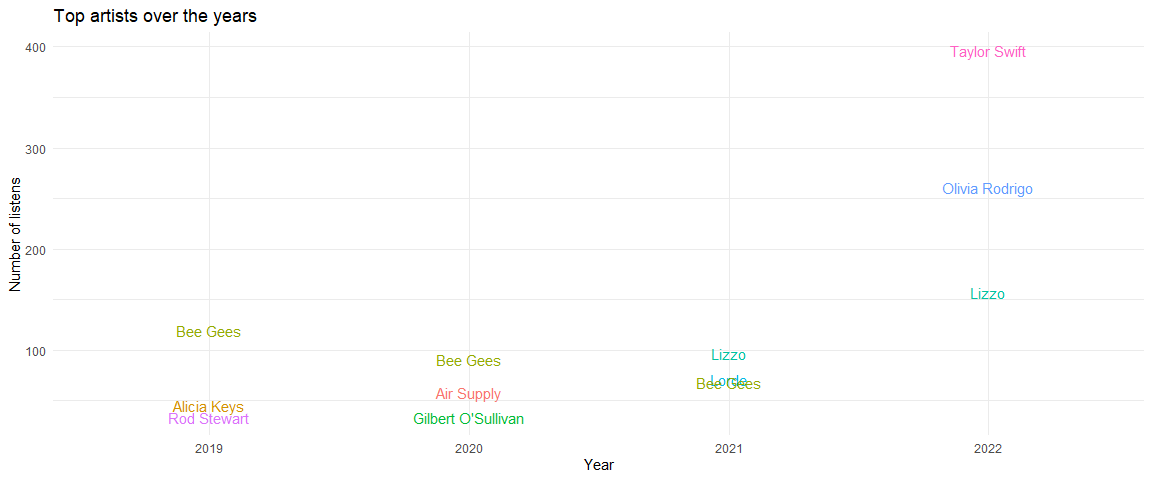 Top artists over the years
Number of listens
400
300
200
100
Taylor Swift
Olivia Rodrigo
Lizzo
Bee Gees
Alicia Keys
Rod Stewart
Bee Gees
Air Supply
Gilbert O'Sullivan
Lizzo
Lorde
Bee Gees
2019
2020
2021
2022
Year